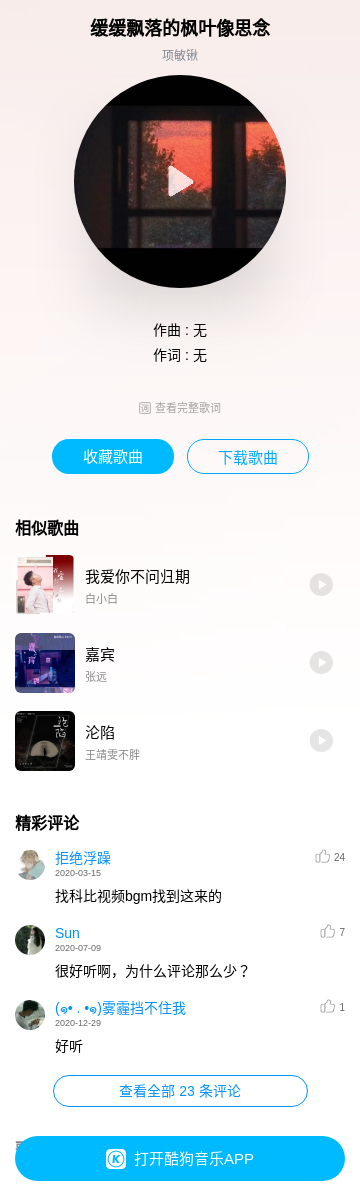 缓缓飘落的枫叶像思念
项敏锹
作曲 : 无
作词 : 无
词 查看完整歌词
收藏歌曲
下载歌曲
相似歌曲
我爱你不问归期
白小白
嘉宾
张远
沦陷
王靖雯不胖
精彩评论
拒绝浮躁
24
2020-03-15
找科比视频bgm找到这来的
Sun
7
2020-07-09
很好听啊，为什么评论那么少 ?
(๑• . •๑)雾霾挡不住我
1
2020-12-29
好听
查看全部 23 条评论
打开酷狗音乐APP